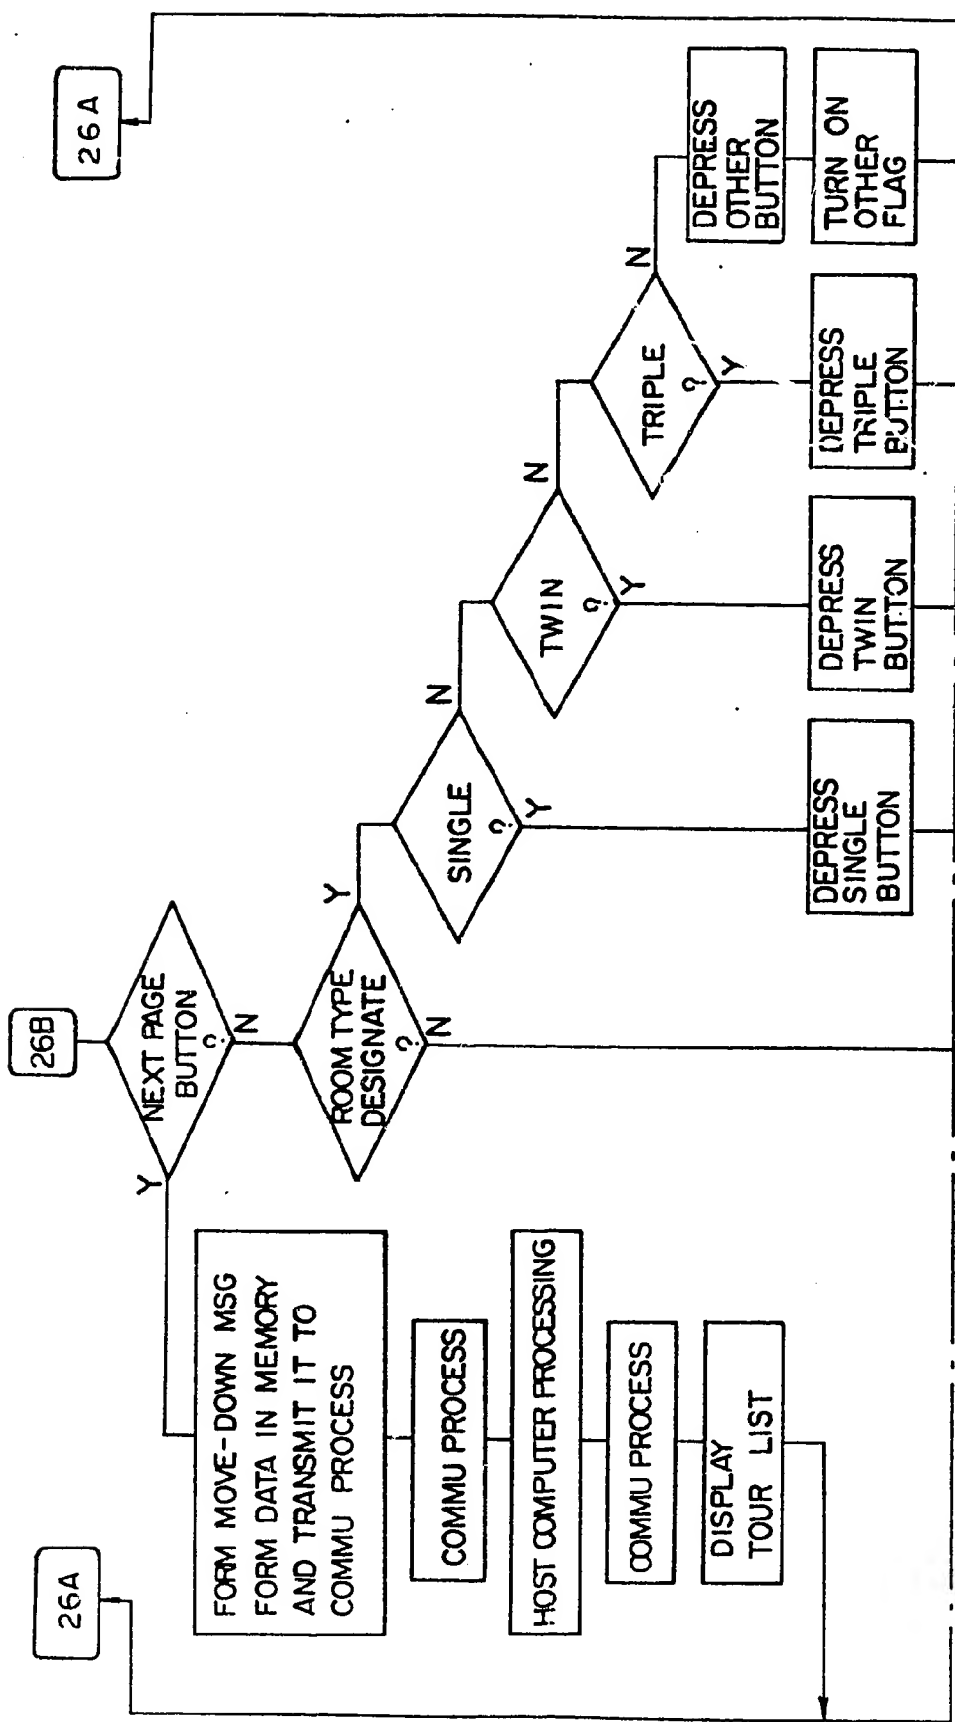 26A
26B
26A
NEXT PAGE
BUTTON
?
Y
N
FORM MOVE-DOWN MSG
FORM DATA IN MEMORY
AND TRANSMIT IT TO
COMMU PROCESS
COMMU PROCESS
HOST COMPUTER PROCESSING
COMMU PROCESS
DISPLAY
TOUR LIST
ROOM TYPE
DESIGNATE
?
Y
N
SINGLE
?
N
Y
TWIN
?
N
Y
TRIPLE
?
N
Y
DEPRESS
SINGLE
BUTTON
DEPRESS
TWIN
BUTTON
DEPRESS
TRIPLE
BUTTON
DEPRESS
OTHER
BUTTON
TURN ON
OTHER
FLAG